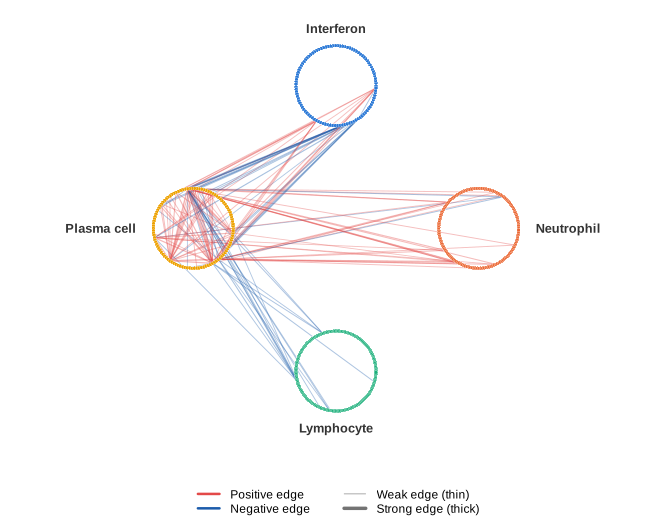 Interferon
Plasma cell
Neutrophil
Lymphocyte
Positive edge
Weak edge (thin)
Negative edge
Strong edge (thick)